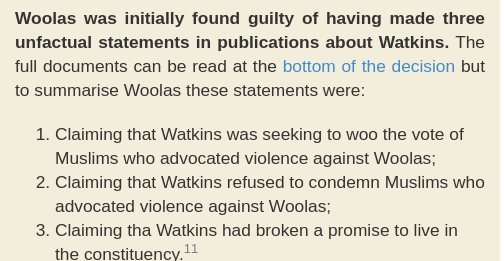 Woolas was initially found guilty of having made three
unfactual statements in publications about Watkins. The
full documents can be read at the bottom of the decision but
to summarise Woolas these statements were:
1. Claiming that Watkins was seeking to woo the vote of
Muslims who advocated violence against Woolas;
2. Claiming that Watkins refused to condemn Muslims who
advocated violence against Woolas;
3. Claiming tha Watkins had broken a promise to live in
the constituency.11